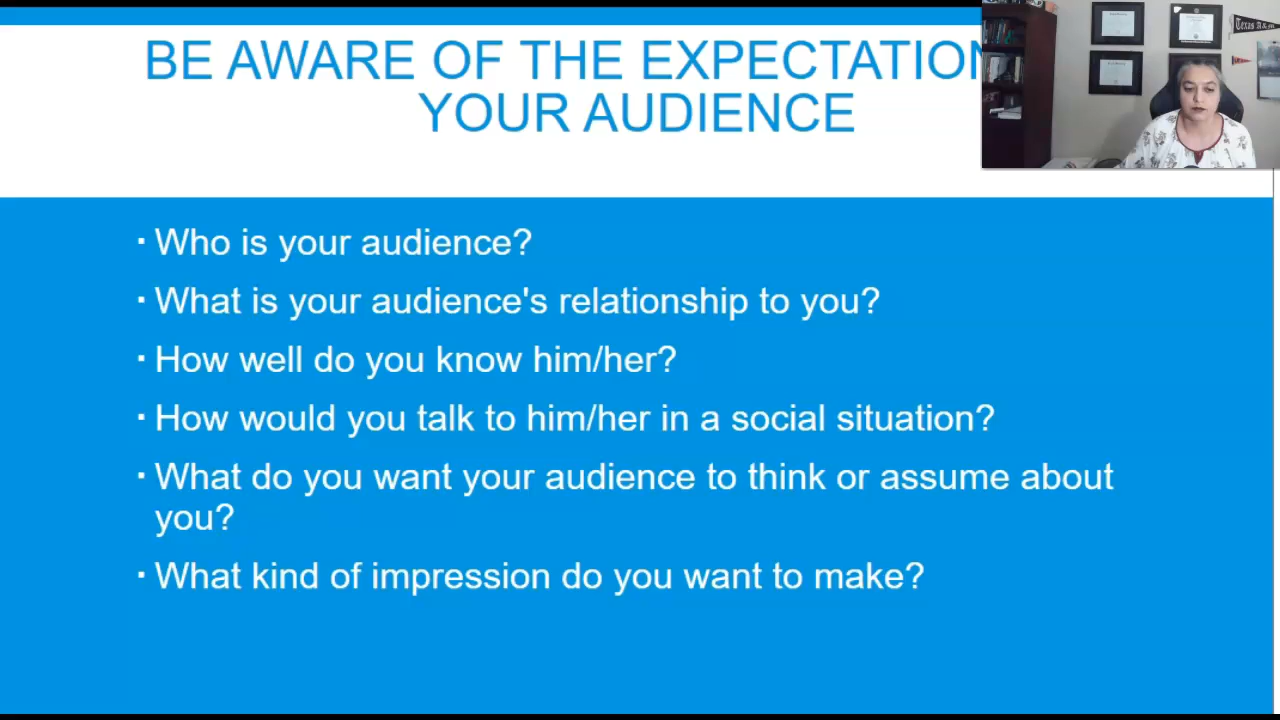 BE AWARE OF THE EXPECTATION
YOUR AUDIENCE
Texas A&M
▪ Who is your audience?
▪ What is your audience's relationship to you?
▪ How well do you know him/her?
▪ How would you talk to him/her in a social situation?
▪ What do you want your audience to think or assume about
you?
▪ What kind of impression do you want to make?